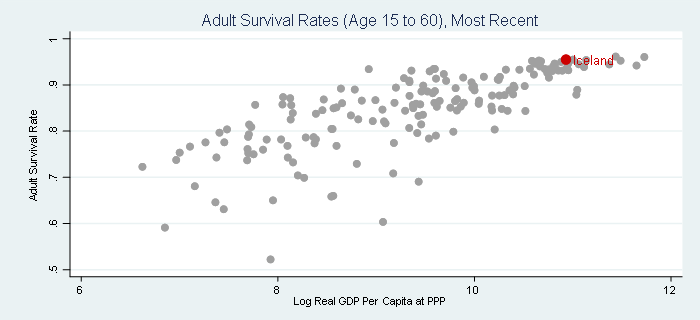 Adult Survival Rates (Age 15 to 60), Most Recent
1
.9
.8
.7
.6
.5
Adult Survival Rate
Iceland
6 8 10 12
Log Real GDP Per Capita at PPP